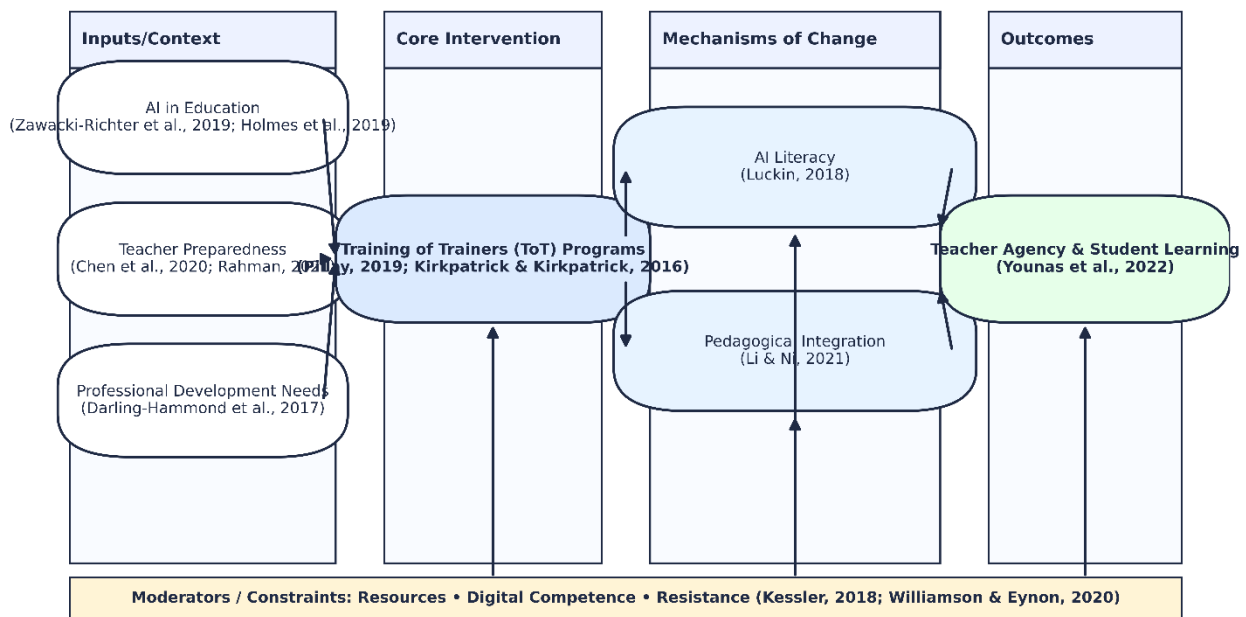 Inputs/Context
Core Intervention
Mechanisms of Change
Outcomes
AI in Education
(Zawacki-Richter et al., 2019; Holmes et al., 2019)
AI Literacy
(Luckin, 2018)
Teacher Preparedness
(Chen et al., 2020; Rahman,
Training of Trainers (ToT) Programs
2019; Kirkpatrick & Kirkpatrick, 2016)
Teacher Agency & Student Learning
(Younas et al., 2022)
Pedagogical Integration
(Li & Ni, 2021)
Professional Development Needs
(Darling-Hammond et al., 2017)
Moderators / Constraints: Resources • Digital Competence • Resistance (Kessler, 2018; Williamson & Eynon, 2020)